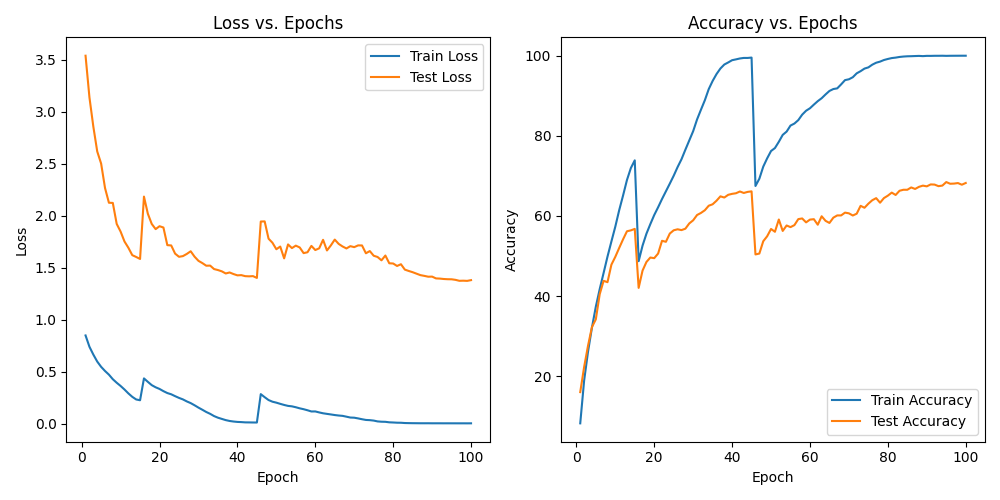 Loss vs. Epochs
3.5
3.0
2.5
2.0
1.5
1.0
0.5
0.0
Loss
0 20 40 60 80 100
Epoch
Train Loss
Test Loss
Accuracy vs. Epochs
100
80
60
40
20
Accuracy
0 20 40 60 80 100
Epoch
Train Accuracy
Test Accuracy